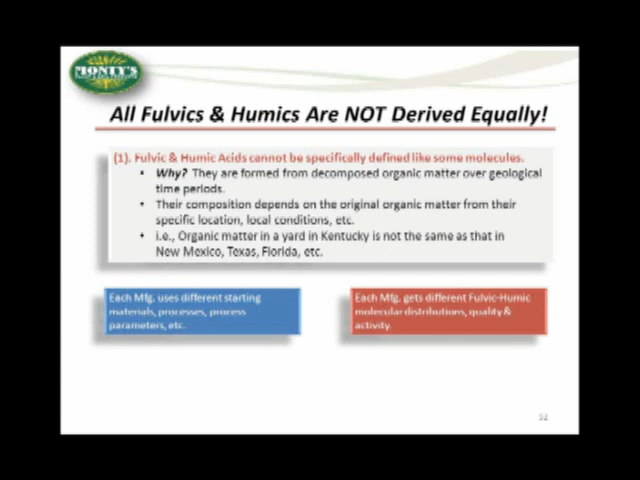 MONTY'S
All Fulvics & Humics Are NOT Derived Equally!
(1). Fulvic & Humic Acids cannot be specifically defined like some molecules.
• Why? They are formed from decomposed organic matter over geological
time periods.
• Their composition depends on the original organic matter from their
specific location, local conditions, etc.
• i.e., Organic matter in a yard in Kentucky is not the same as that in
New Mexico, Texas, Florida, etc.
Each Mfg. uses different starting
materials, processes, process
parameters, etc.
Each Mfg. gets different Fulvic-Humic
molecular distributions, quality &
activity.
52